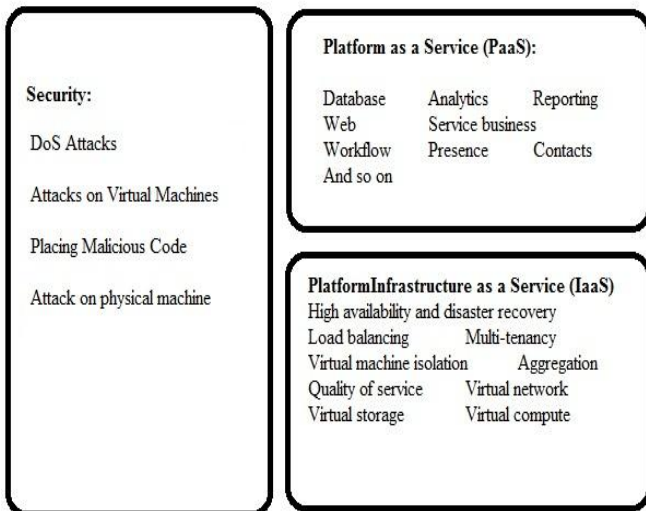 Security:
DoS Attacks
Attacks on Virtual Machines
Placing Malicious Code
Attack on physical machine
Platform as a Service (PaaS):
Database Analytics Reporting
Web Service business
Workflow Presence Contacts
And so on
PlatformInfrastructure as a Service (IaaS)
High availability and disaster recovery
Load balancing Multi-tenancy
Virtual machine isolation Aggregation
Quality of service Virtual network
Virtual storage Virtual compute